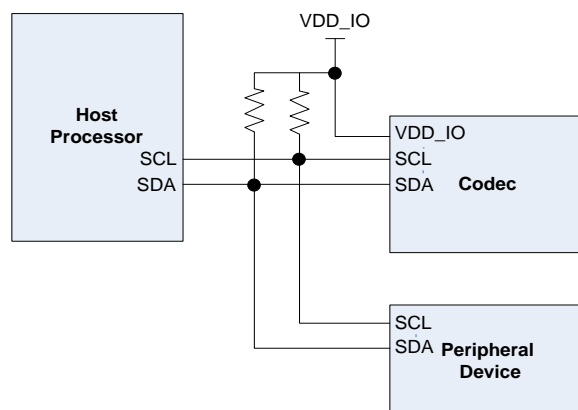 VDD_IO
Host
Processor
SCL
SDA
VDD_IO
SCL
SDA
Codec
SCL
SDA
Peripheral
Device